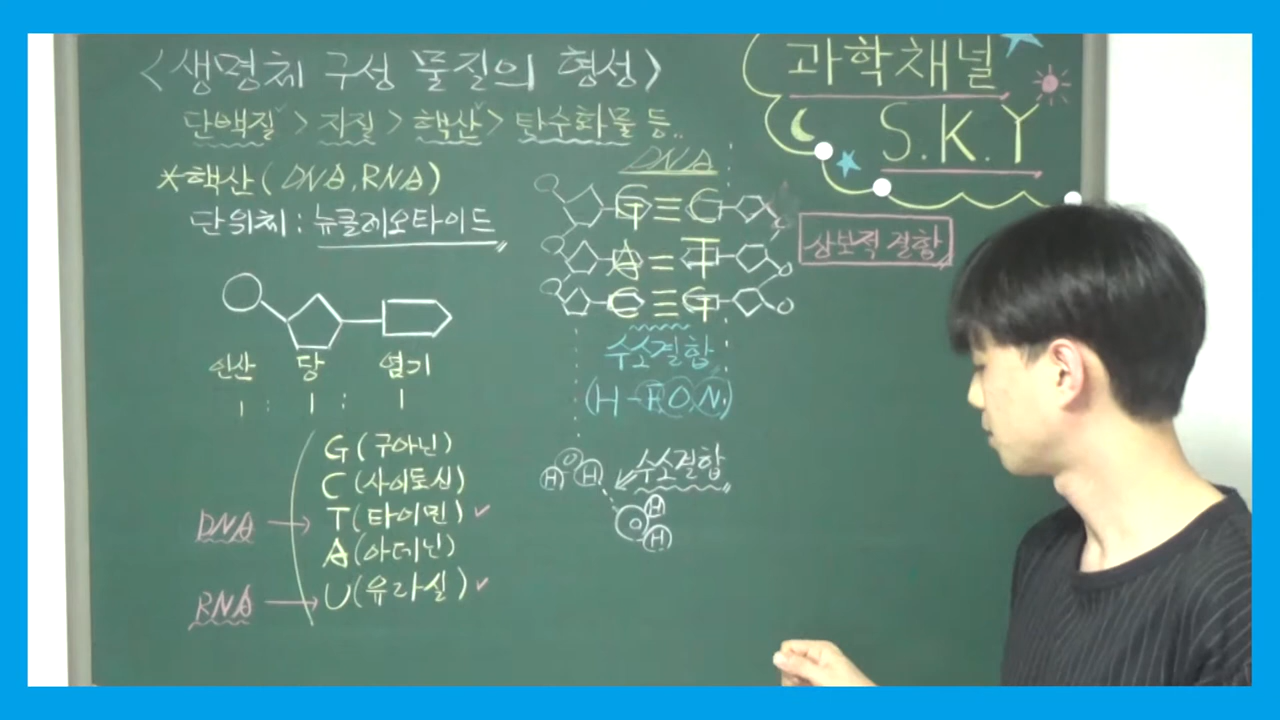 <생명체 구성 물질의 형성>
단백질 > 지질 > 핵산 > 탄수화물 등..
*핵산 (DNA, RNA)
단위체 : 뉴클레오타이드
인산 당 염기
1 : 1 : 1
G (구아닌)
C (사이토신)
T (타이민)
A (아데닌)
U (유라실)
DNA →
RNA →
DNA
C
A = T
수소결합
(H - F O N)
H O H
수소결합
O H
H
과학채널
S.K.Y
상보적 결합